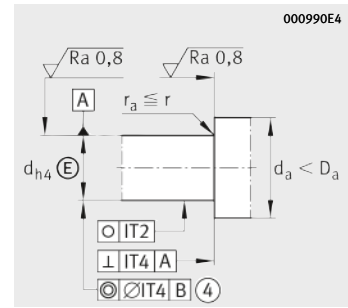 000990E4
Ra 0,8 Ra 0,8
A
rₐ ≦ r
dₕ₄ Ⓔ
dₐ < Dₐ
○ IT2
⊥ IT4 A
◎ ∅IT4 B ④